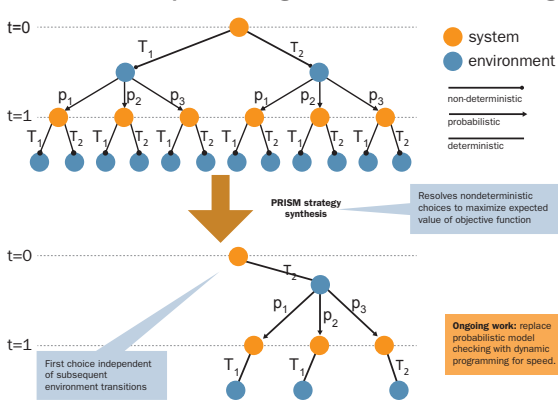 t=0
T1 T2
system
environment
p1 p2 p3 p1 p2 p3
non-deterministic
probabilistic
deterministic
t=1
T1 T2 T1 T2 T1 T2 T1 T2 T1 T2 T1 T2
PRISM strategy
synthesis
Resolves nondeterministic
choices to maximize expected
value of objective function
t=0
T2
p1 p2 p3
t=1
T1 T1 T2
First choice independent
of subsequent
environment transitions
Ongoing work: replace
probabilistic model
checking with dynamic
programming for speed.